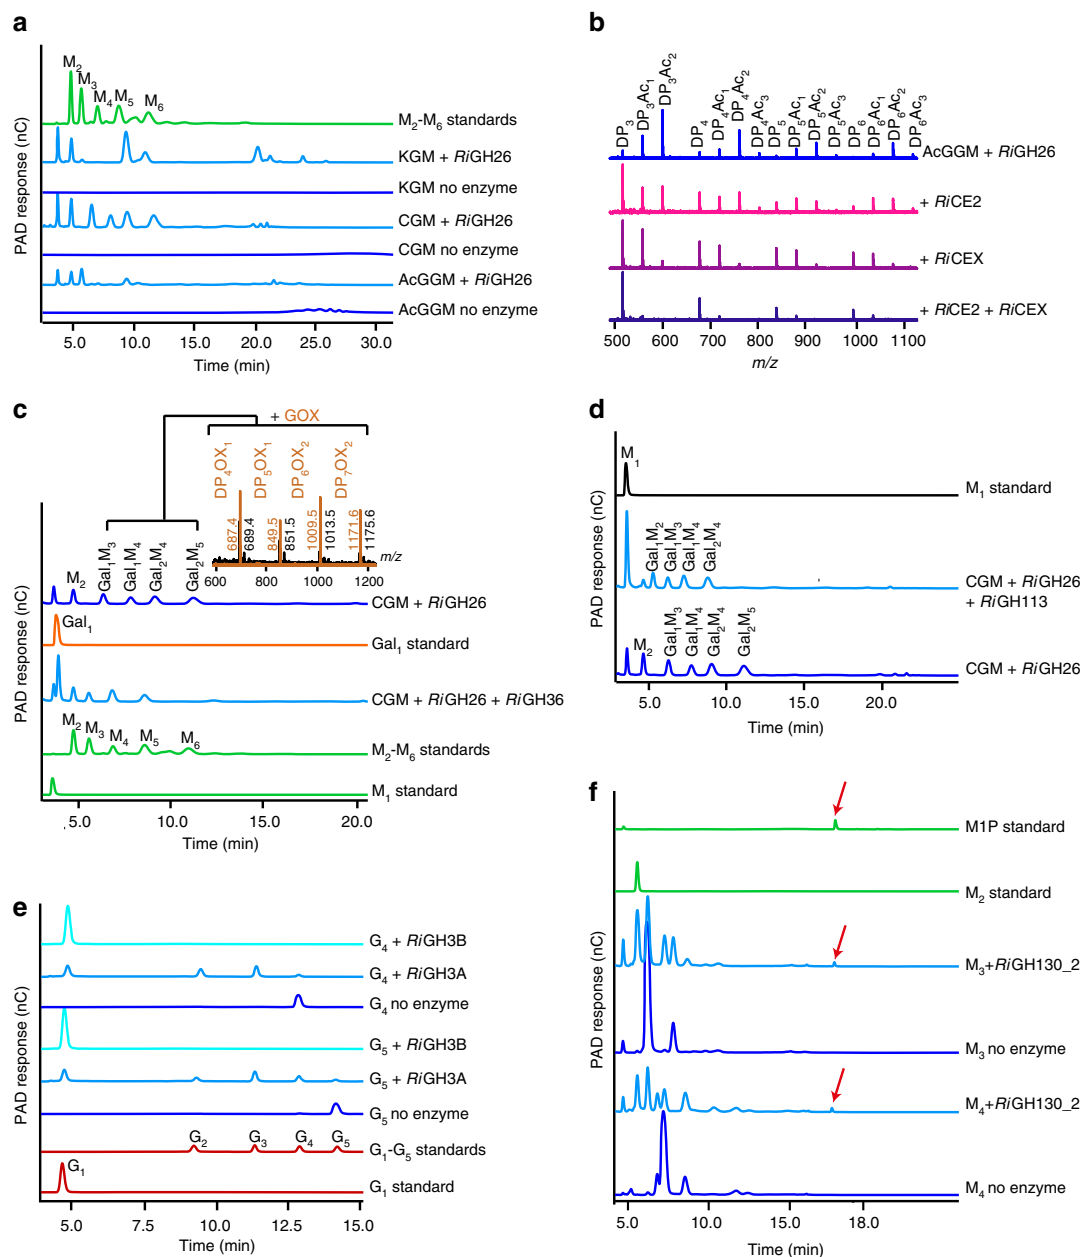 a
PAD response (nC)
M2
M3
M4
M5
M6
M2-M6 standards
KGM + RiGH26
KGM no enzyme
CGM + RiGH26
CGM no enzyme
AcGGM + RiGH26
AcGGM no enzyme
5.0 10.0 15.0 20.0 25.0 30.0
Time (min)
b
DP3
DP3Ac1
DP3Ac2
DP4
DP4Ac1
DP4Ac2
DP4Ac3
DP5
DP5Ac1
DP5Ac2
DP5Ac3
DP6
DP6Ac1
DP6Ac2
DP6Ac3
AcGGM + RiGH26
+ RiCE2
+ RiCEX
+ RiCE2 + RiCEX
500 600 700 800 900 1000 1100
m/z
c
+ GOX
DP4OX1
DP5OX1
DP6OX2
DP7OX2
687.4
689.4
849.5
851.5
1009.5
1013.5
1171.6
1175.6
m/z
600 800 1000 1200
PAD response (nC)
M2
Gal1M3
Gal1M4
Gal2M4
Gal2M5
CGM + RiGH26
Gal1
Gal1 standard
CGM + RiGH26 + RiGH36
M2
M3
M4
M5
M6
M2-M6 standards
M1 standard
5.0 10.0 15.0 20.0
Time (min)
d
PAD response (nC)
M1
M1 standard
Gal1M2
Gal1M3
Gal1M4
Gal2M4
CGM + RiGH26
+ RiGH113
M2
Gal1M3
Gal1M4
Gal2M4
Gal2M5
CGM + RiGH26
5.0 10.0 15.0 20.0
Time (min)
e
PAD response (nC)
G4 + RiGH3B
G4 + RiGH3A
G4 no enzyme
G5 + RiGH3B
G5 + RiGH3A
G5 no enzyme
G2
G3
G4
G5
G1-G5 standards
G1
G1 standard
5.0 7.5 10.0 12.5 15.0
Time (min)
f
PAD response (nC)
M1P standard
M2 standard
M3+RiGH130_2
M3 no enzyme
M4+RiGH130_2
M4 no enzyme
5.0 10.0 15.0 18.0
Time (min)